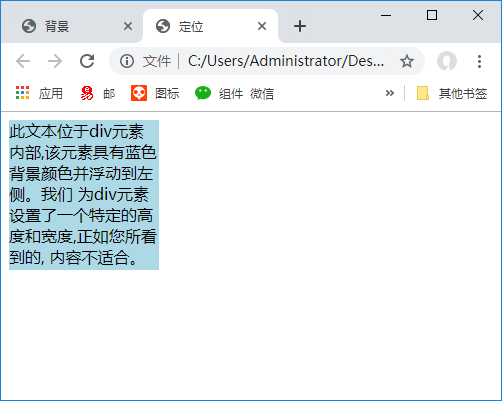 背景
定位
文件 C:/Users/Administrator/Des...
应用
易 邮
图标
组件 微信
»
其他书签
此文本位于div元素
内部,该元素具有蓝色
背景颜色并浮动到左
侧。我们 为div元素
设置了一个特定的高
度和宽度,正如您所看
到的, 内容不适合。